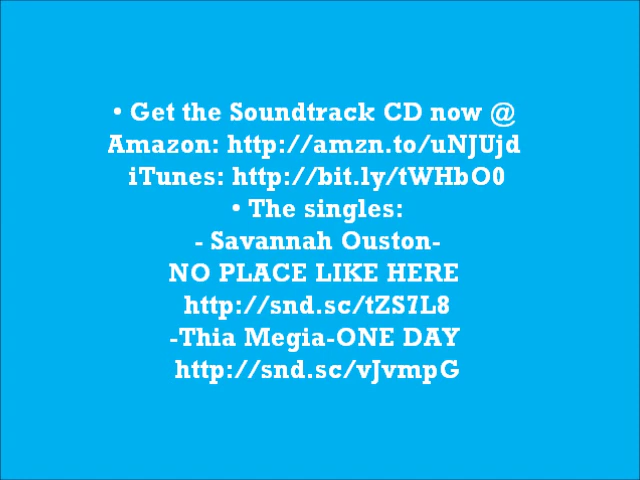 • Get the Soundtrack CD now @
Amazon: http://amzn.to/uNJUjd
iTunes: http://bit.ly/tWHbO0
• The singles:
- Savannah Ouston-
NO PLACE LIKE HERE
http://snd.sc/tZS7L8
-Thia Megia-ONE DAY
http://snd.sc/vJvmpG